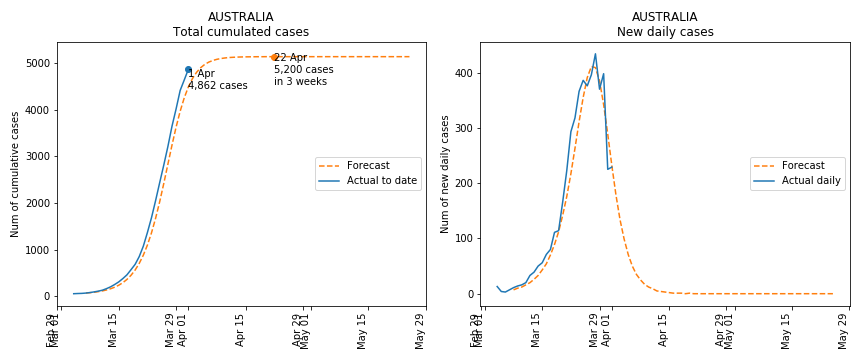 AUSTRALIA
Total cumulated cases
Num of cumulative cases
5000
4000
3000
2000
1000
0
1 Apr
4,862 cases
22 Apr
5,200 cases
in 3 weeks
Forecast
Actual to date
Feb 29
Mar 01
Mar 15
Mar 29
Apr 01
Apr 15
Apr 29
May 01
May 15
May 29
AUSTRALIA
New daily cases
Num of new daily cases
400
300
200
100
0
Forecast
Actual daily
Feb 29
Mar 01
Mar 15
Mar 29
Apr 01
Apr 15
Apr 29
May 01
May 15
May 29